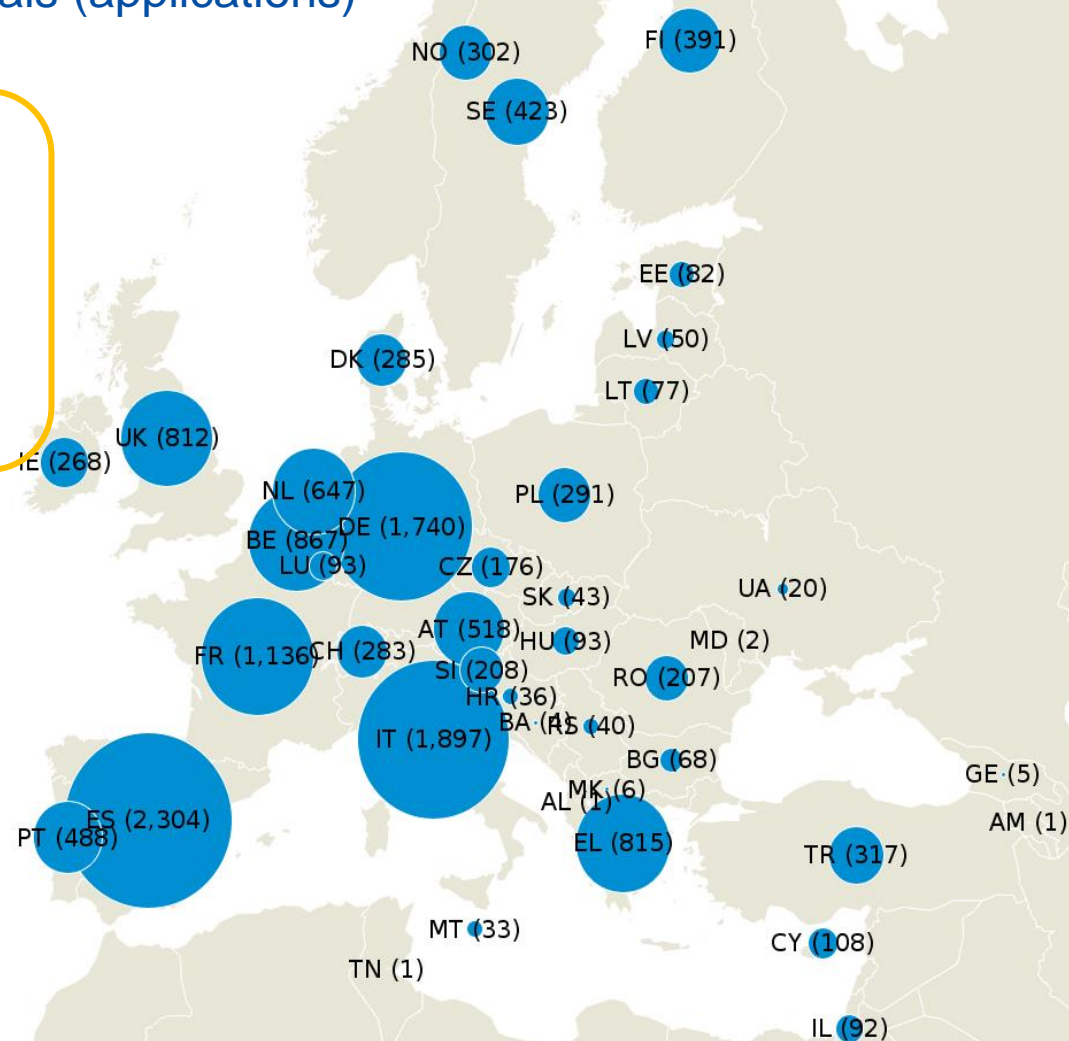 (applications)
NO (302)
FI (391)
SE (423)
EE (82)
LV (50)
DK (285)
LT (77)
UK (812)
IE (268)
NL (647)
PL (291)
DE (1,740)
BE (867)
LU (93)
CZ (176)
UA (20)
SK (43)
AT (518)
HU (93)
MD (2)
FR (1,136)
CH (283)
SI (208)
RO (207)
HR (36)
BA (4)
RS (40)
IT (1,897)
BG (68)
GE (5)
MK (6)
AL (1)
ES (2,304)
AM (1)
PT (488)
EL (815)
TR (317)
MT (33)
CY (108)
TN (1)
IL (92)